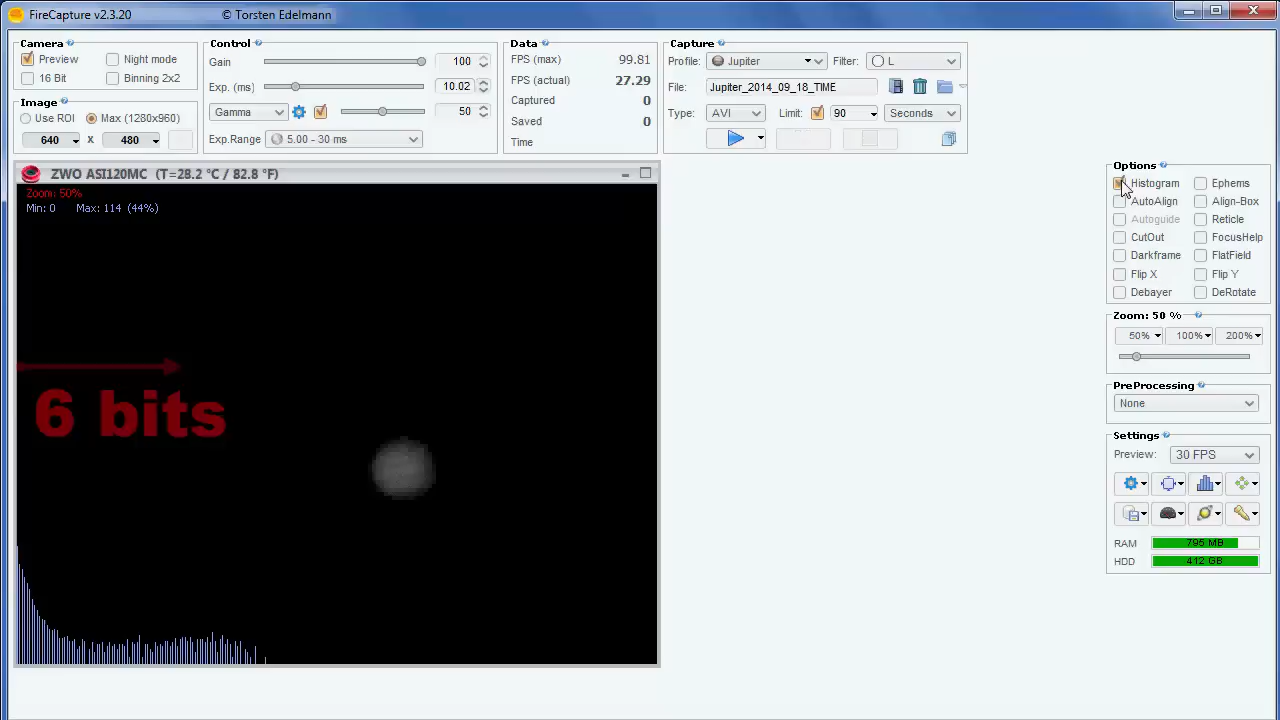 FireCapture v2.3.20 © Torsten Edelmann
Camera
Preview Night mode
16 Bit Binning 2x2
Image
Use ROI Max (1280x960)
640 x 480
Control
Gain 100
Exp. (ms) 10.02
Gamma 50
Exp.Range 5.00 - 30 ms
Data
FPS (max) 99.81
FPS (actual) 27.29
Captured 0
Saved 0
Time
Capture
Profile: Jupiter Filter: L
File: Jupiter_2014_09_18_TIME
Type: AVI Limit: 90 Seconds
ZWO ASI120MC (T=28.2 °C / 82.8 °F)
Zoom: 50%
Min: 0 Max: 114 (44%)
6 bits
Options
Histogram Ephems
AutoAlign Align-Box
Autoguide Reticle
CutOut FocusHelp
Darkframe FlatField
Flip X Flip Y
Debayer DeRotate
Zoom: 50 %
50% 100% 200%
PreProcessing
None
Settings
Preview: 30 FPS
RAM 795 MB
HDD 412 GB